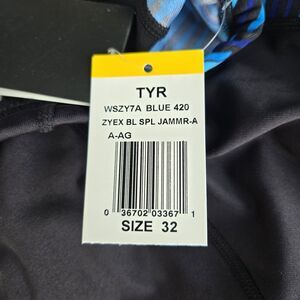 TYR
WSZY7A BLUE 420
ZYEX BL SPL JAMMR-A
A-AG
0 36702 03367 1
SIZE 32